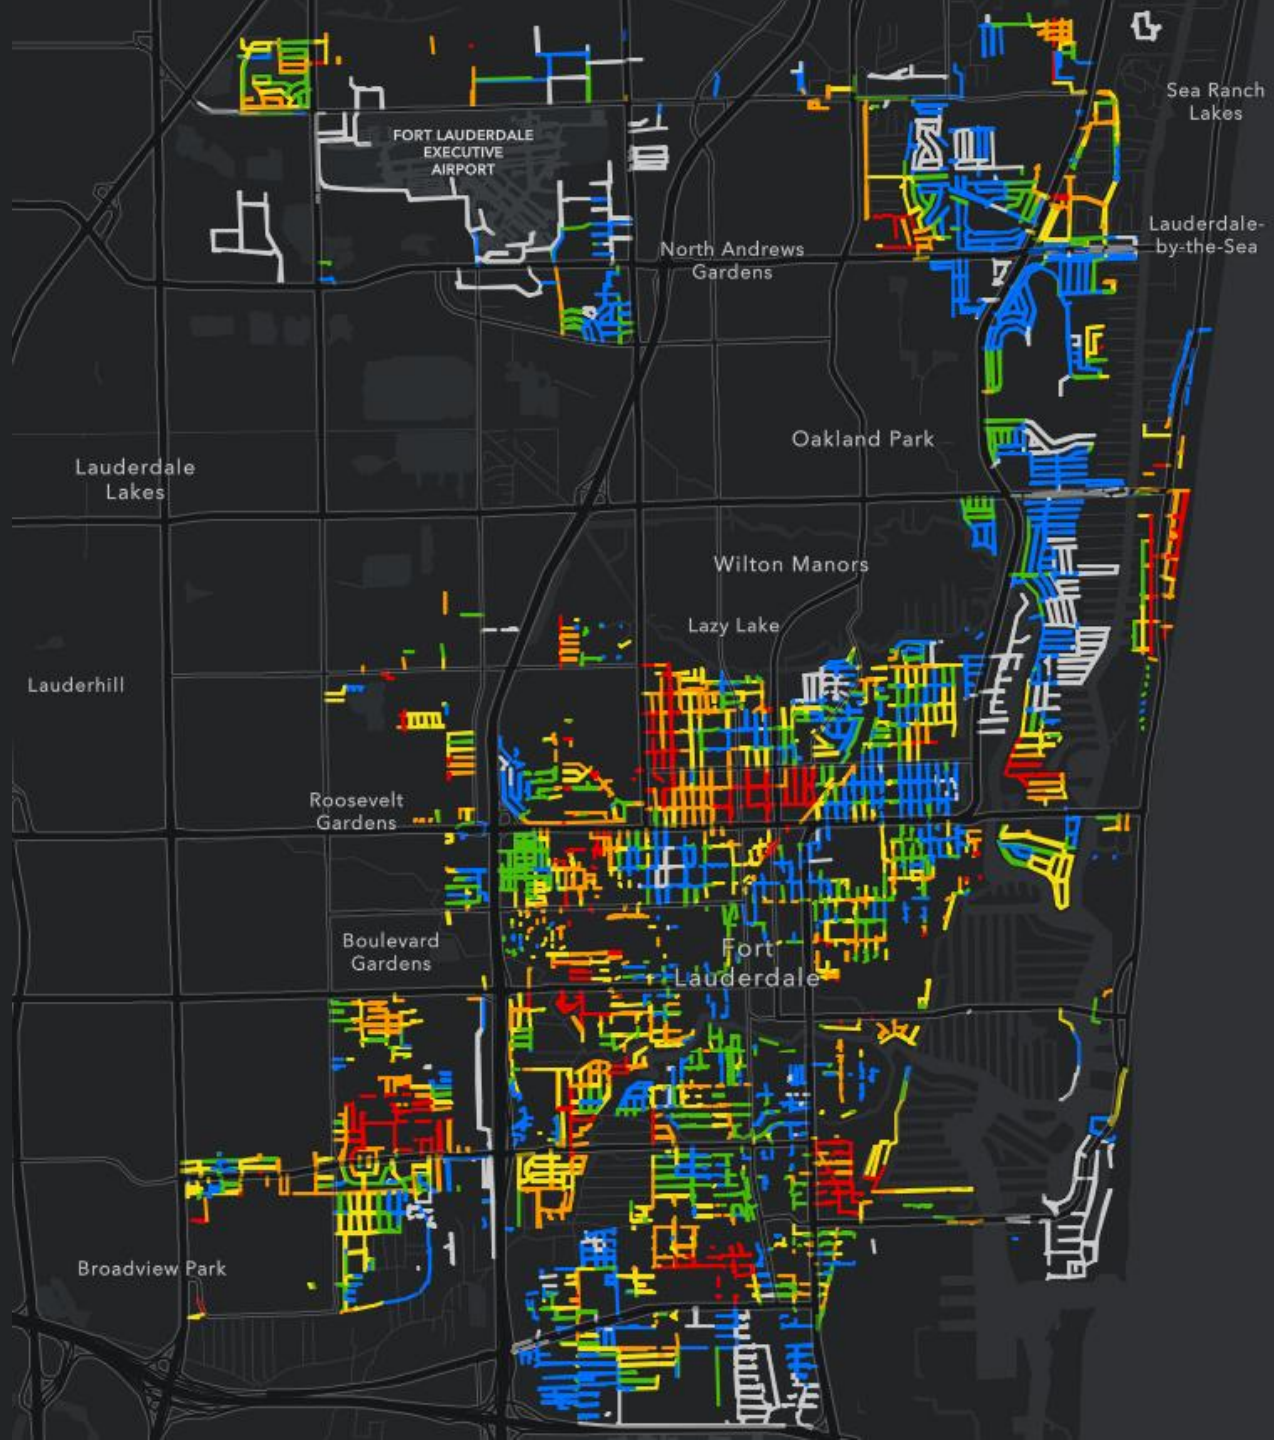 Sea Ranch
Lakes
FORT LAUDERDALE
EXECUTIVE
AIRPORT
Lauderdale-
by-the-Sea
North Andrews
Gardens
Oakland Park
Lauderdale
Lakes
Wilton Manors
Lazy Lake
Lauderhill
Roosevelt
Gardens
Boulevard
Gardens
Fort
Lauderdale
Broadview Park